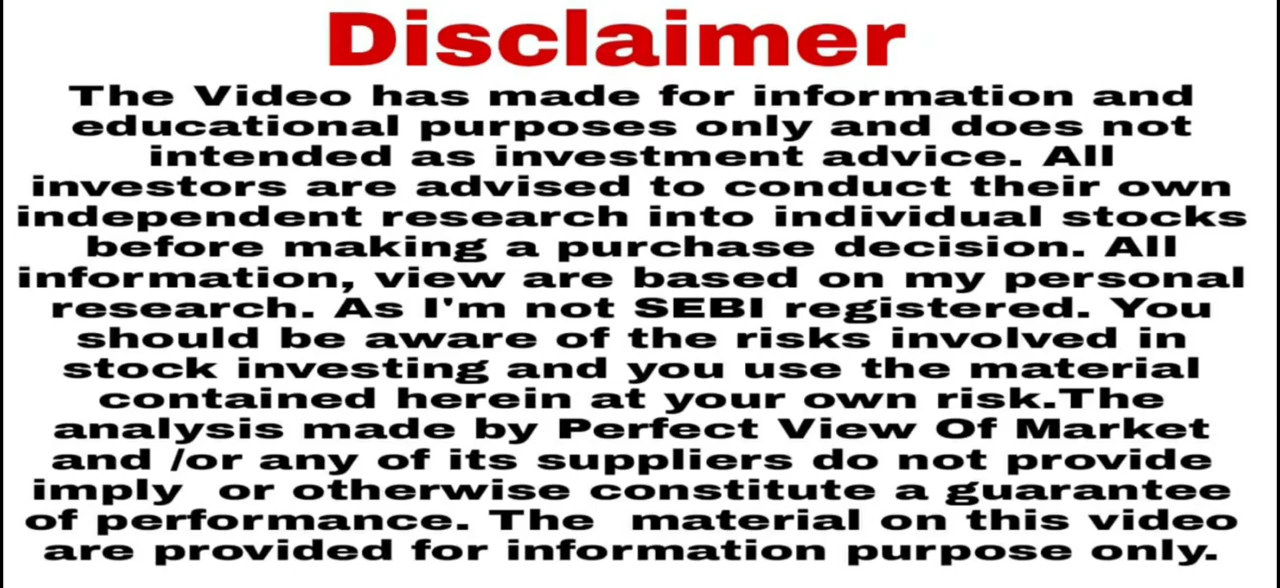 Disclaimer
The Video has made for information and
educational purposes only and does not
intended as investment advice. All
investors are advised to conduct their own
independent research into individual stocks
before making a purchase decision. All
information, view are based on my personal
research. As I'm not SEBI registered. You
should be aware of the risks involved in
stock investing and you use the material
contained herein at your own risk.The
analysis made by Perfect View Of Market
and /or any of its suppliers do not provide
imply  or otherwise constitute a guarantee
of performance. The  material on this video
are provided for information purpose only.